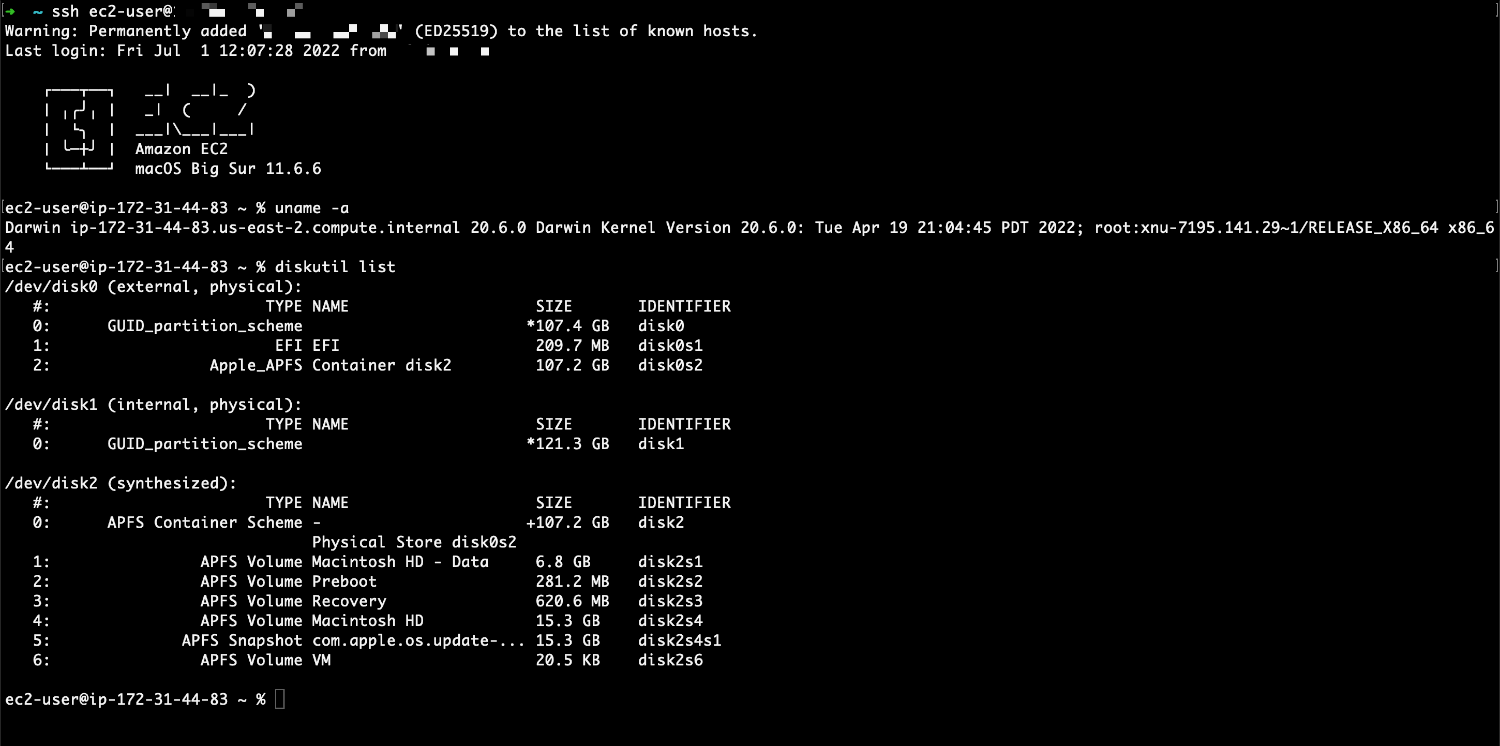 ➜  ~ ssh ec2-user@
Warning: Permanently added '' (ED25519) to the list of known hosts.
Last login: Fri Jul  1 12:07:28 2022 from
    ┌───┬──┐   __|  __|_  )
    | ╷╭╯╷ |   _|  (     /
    |  └╮  |  ___|\___|___|
    | ╰─┼╯ |  Amazon EC2
    └───┴──┘  macOS Big Sur 11.6.6
ec2-user@ip-172-31-44-83 ~ % uname -a
Darwin ip-172-31-44-83.us-east-2.compute.internal 20.6.0 Darwin Kernel Version 20.6.0: Tue Apr 19 21:04:45 PDT 2022; root:xnu-7195.141.29~1/RELEASE_X86_64 x86_6
4
ec2-user@ip-172-31-44-83 ~ % diskutil list
/dev/disk0 (external, physical):
   #:                       TYPE NAME                    SIZE       IDENTIFIER
   0:      GUID_partition_scheme                        *107.4 GB   disk0
   1:                        EFI EFI                     209.7 MB   disk0s1
   2:                 Apple_APFS Container disk2         107.2 GB   disk0s2
/dev/disk1 (internal, physical):
   #:                       TYPE NAME                    SIZE       IDENTIFIER
   0:      GUID_partition_scheme                        *121.3 GB   disk1
/dev/disk2 (synthesized):
   #:                       TYPE NAME                    SIZE       IDENTIFIER
   0:      APFS Container Scheme -                      +107.2 GB   disk2
                                 Physical Store disk0s2
   1:                APFS Volume Macintosh HD - Data     6.8 GB     disk2s1
   2:                APFS Volume Preboot                 281.2 MB   disk2s2
   3:                APFS Volume Recovery                620.6 MB   disk2s3
   4:                APFS Volume Macintosh HD            15.3 GB    disk2s4
   5:              APFS Snapshot com.apple.os.update-... 15.3 GB    disk2s4s1
   6:                APFS Volume VM                      20.5 KB    disk2s6
ec2-user@ip-172-31-44-83 ~ %